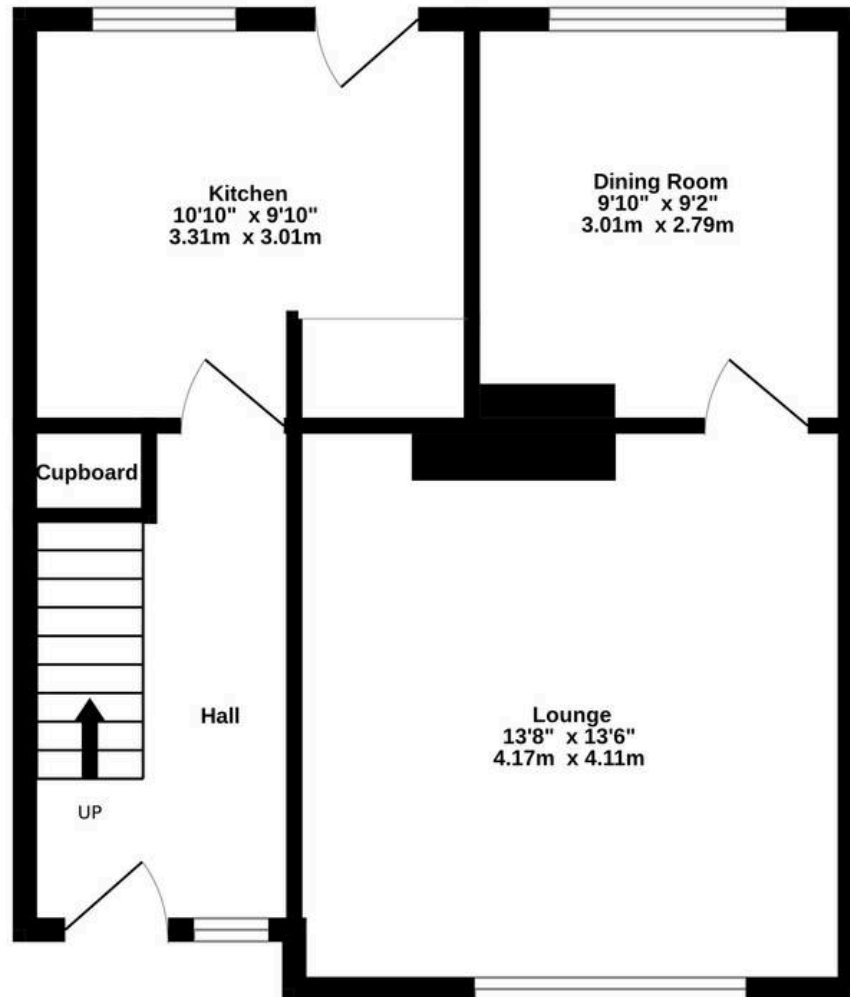 Kitchen
10'10" x 9'10"
3.31m x 3.01m
Dining Room
9'10" x 9'2"
3.01m x 2.79m
Cupboard
Hall
Lounge
13'8" x 13'6"
4.17m x 4.11m
UP